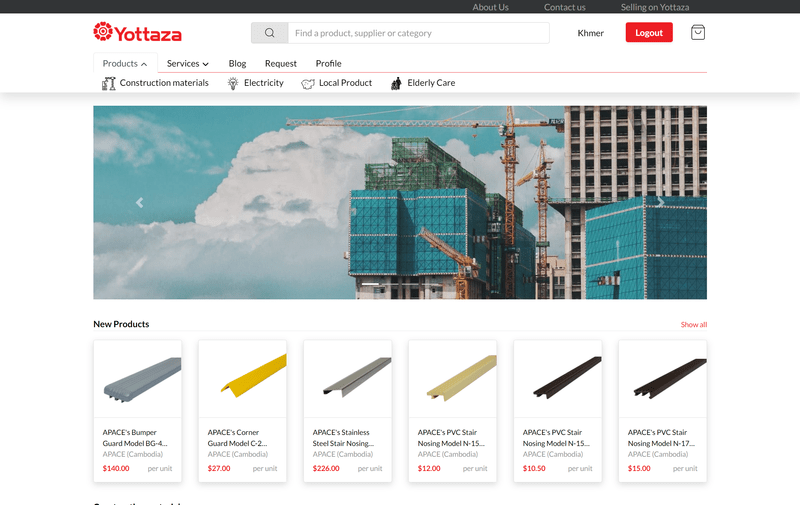 About Us Contact us Selling on Yottaza
Yottaza
Find a product, supplier or category
Khmer
Logout
Products Services Blog Request Profile
Construction materials Electricity Local Product Elderly Care
New Products
Show all
APACE's Bumper
Guard Model BG-4...
APACE (Cambodia)
$140.00 per unit
APACE's Corner
Guard Model C-2...
APACE (Cambodia)
$27.00 per unit
APACE's Stainless
Steel Stair Nosing...
APACE (Cambodia)
$226.00 per unit
APACE's PVC Stair
Nosing Model N-15...
APACE (Cambodia)
$12.00 per unit
APACE's PVC Stair
Nosing Model N-15...
APACE (Cambodia)
$10.50 per unit
APACE's PVC Stair
Nosing Model N-17...
APACE (Cambodia)
$15.00 per unit